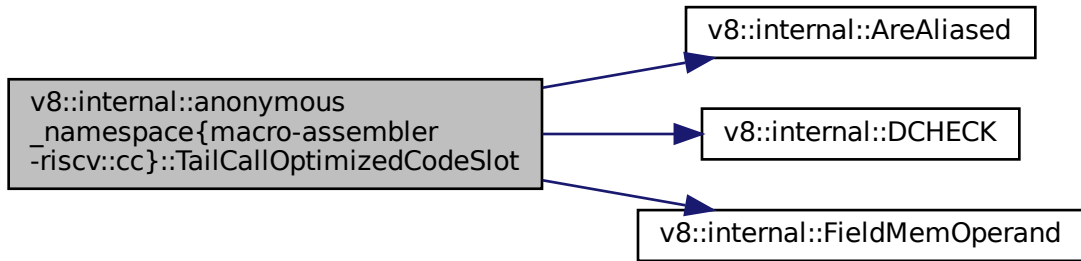 v8::internal::AreAliased
v8::internal::anonymous
_namespace{macro-assembler
-riscv::cc}::TailCallOptimizedCodeSlot
v8::internal::DCHECK
v8::internal::FieldMemOperand